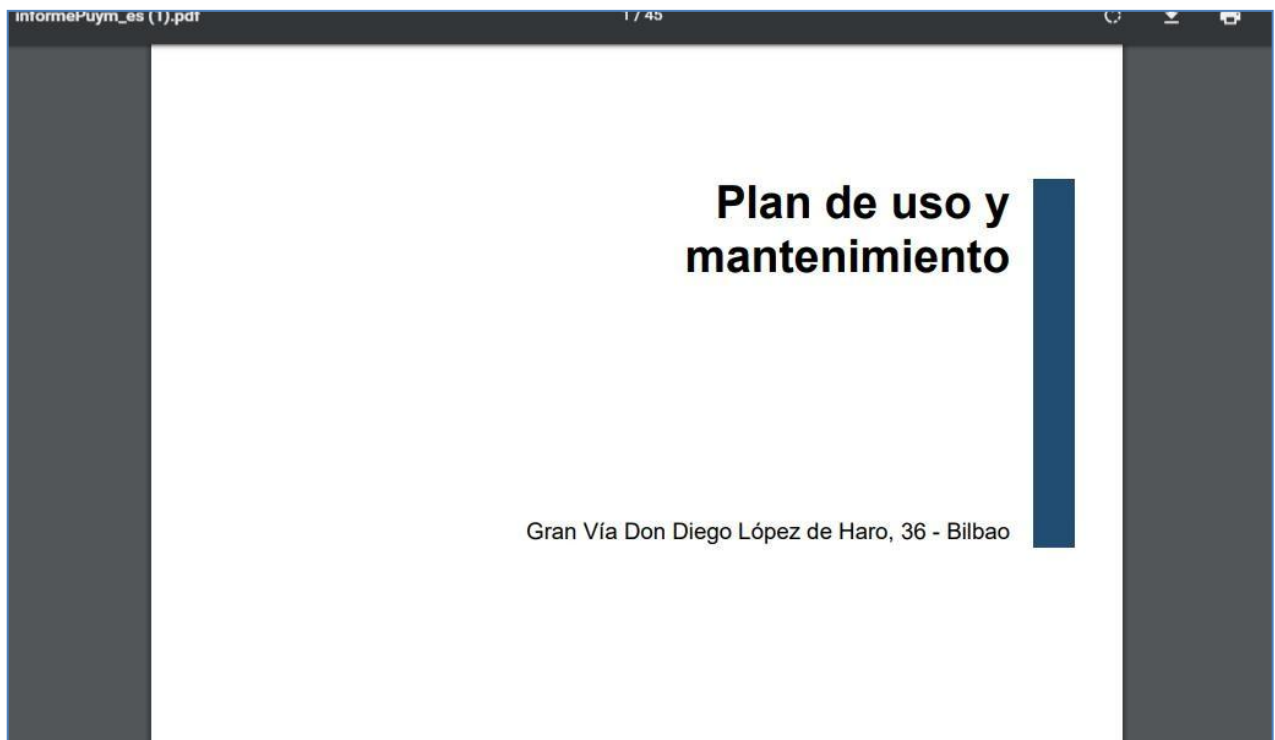 informePuym_es (1).pdf
1 / 45
Plan de uso y
mantenimiento
Gran Vía Don Diego López de Haro, 36 - Bilbao